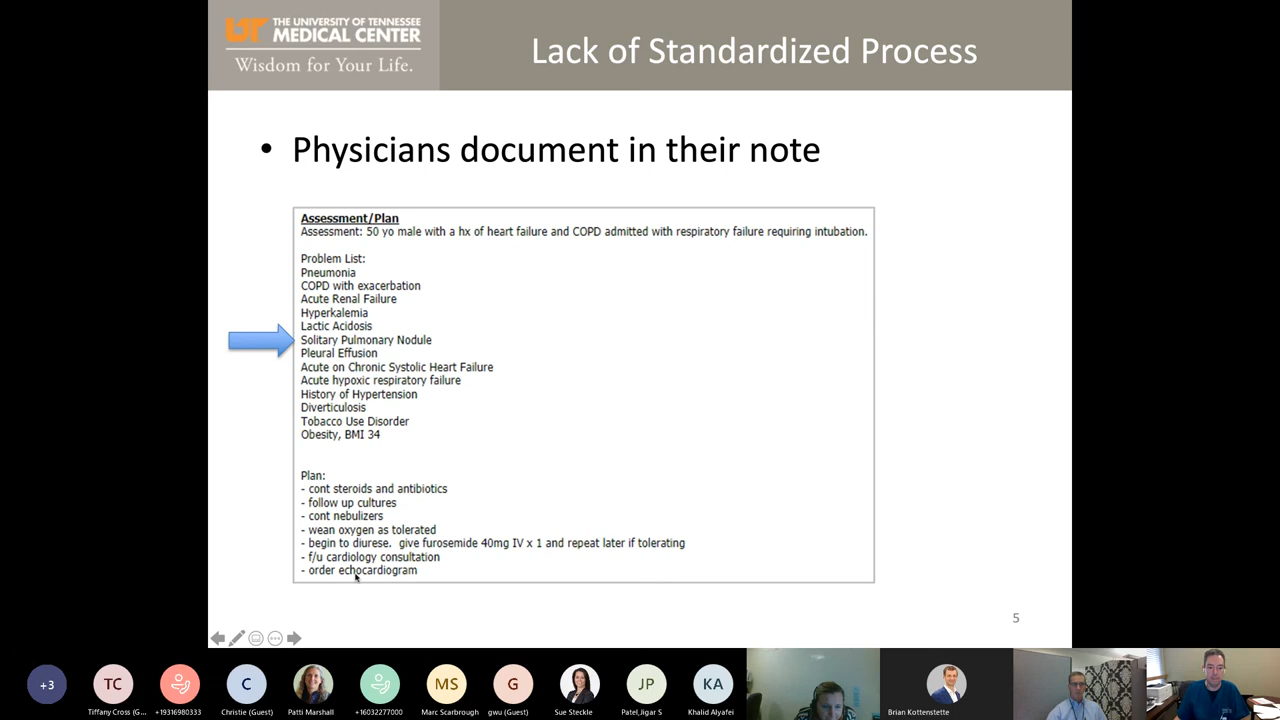 UT THE UNIVERSITY OF TENNESSEE
MEDICAL CENTER
Wisdom for Your Life.
Lack of Standardized Process
• Physicians document in their note
Assessment/Plan
Assessment: 50 yo male with a hx of heart failure and COPD admitted with respiratory failure requiring intubation.
Problem List:
Pneumonia
COPD with exacerbation
Acute Renal Failure
Hyperkalemia
Lactic Acidosis
Solitary Pulmonary Nodule
Pleural Effusion
Acute on Chronic Systolic Heart Failure
Acute hypoxic respiratory failure
History of Hypertension
Diverticulosis
Tobacco Use Disorder
Obesity, BMI 34
Plan:
- cont steroids and antibiotics
- follow up cultures
- cont nebulizers
- wean oxygen as tolerated
- begin to diurese. give furosemide 40mg IV x 1 and repeat later if tolerating
- f/u cardiology consultation
- order echocardiogram
5
+3
TC
C
MS
G
JP
KA
Tiffany Cross (G...
+19316980333
Christie (Guest)
Patti Marshall
+16032277000
Marc Scarbrough
gwu (Guest)
Sue Steckle
Patel,Jigar S
Khalid Alyafei
Brian Kottenstette